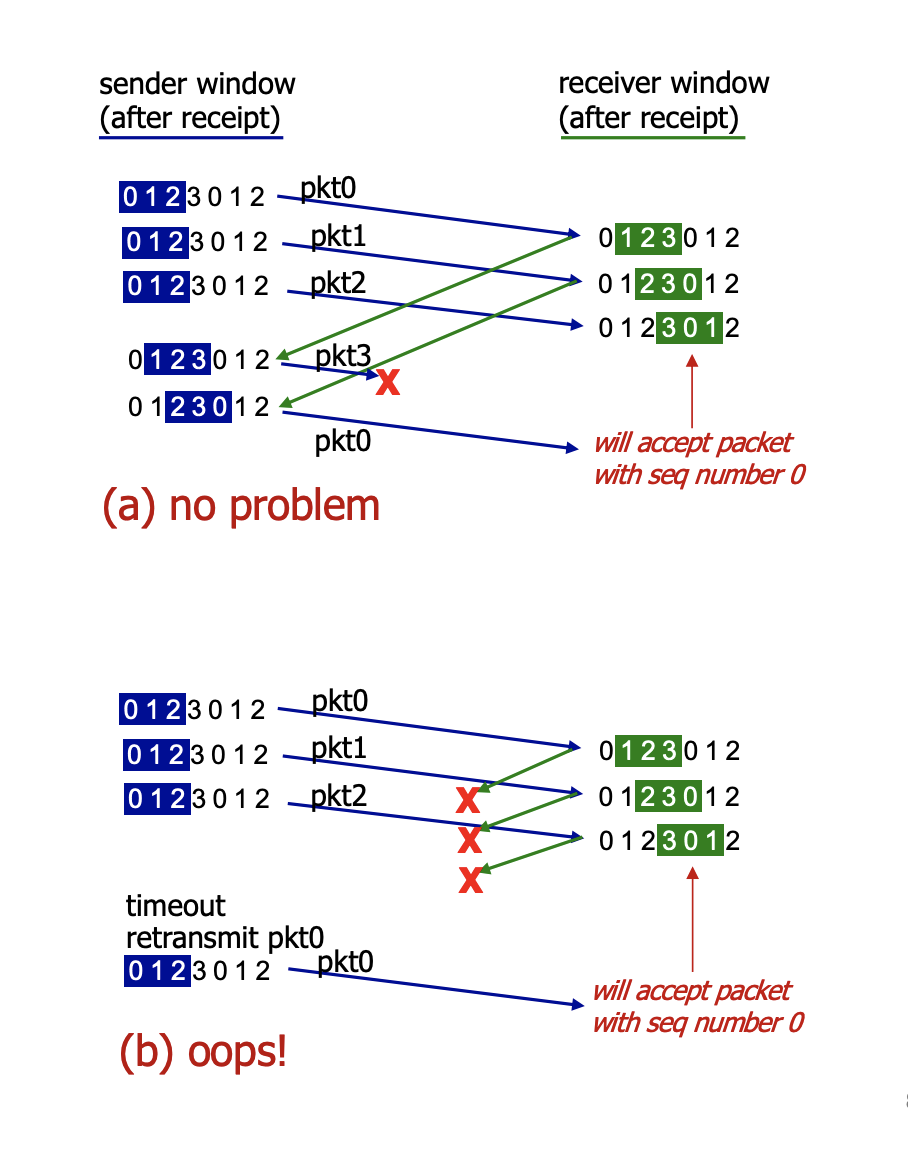 sender window
(after receipt)
receiver window
(after receipt)
0 1 2 3 0 1 2
pkt0
0 1 2 3 0 1 2
pkt1
0 1 2 3 0 1 2
pkt2
0 1 2 3 0 1 2
0 1 2 3 0 1 2
0 1 2 3 0 1 2
0 1 2 3 0 1 2
pkt3
X
0 1 2 3 0 1 2
pkt0
will accept packet
with seq number 0
(a) no problem
0 1 2 3 0 1 2
pkt0
0 1 2 3 0 1 2
pkt1
0 1 2 3 0 1 2
pkt2
0 1 2 3 0 1 2
0 1 2 3 0 1 2
0 1 2 3 0 1 2
X
X
X
timeout
retransmit pkt0
0 1 2 3 0 1 2
pkt0
will accept packet
with seq number 0
(b) oops!